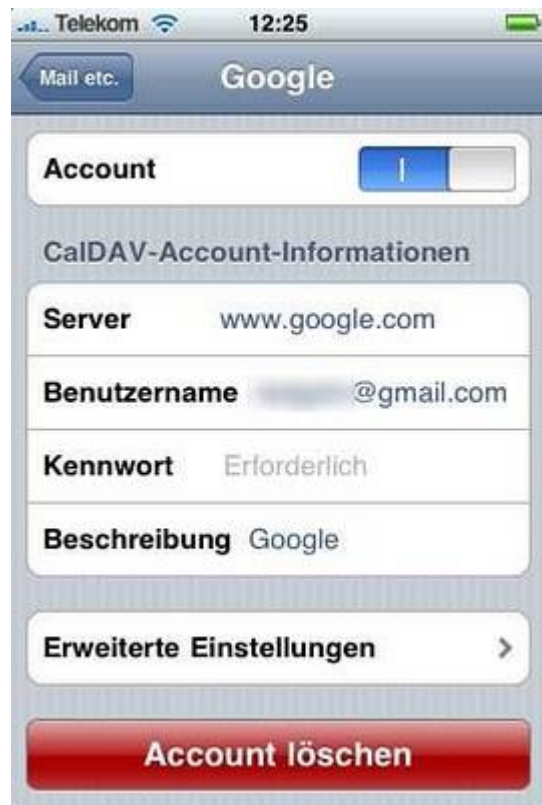 Telekom 12:25
Mail etc. Google
Account
CalDAV-Account-Informationen
Server www.google.com
Benutzername @gmail.com
Kennwort Erforderlich
Beschreibung Google
Erweiterte Einstellungen
Account löschen